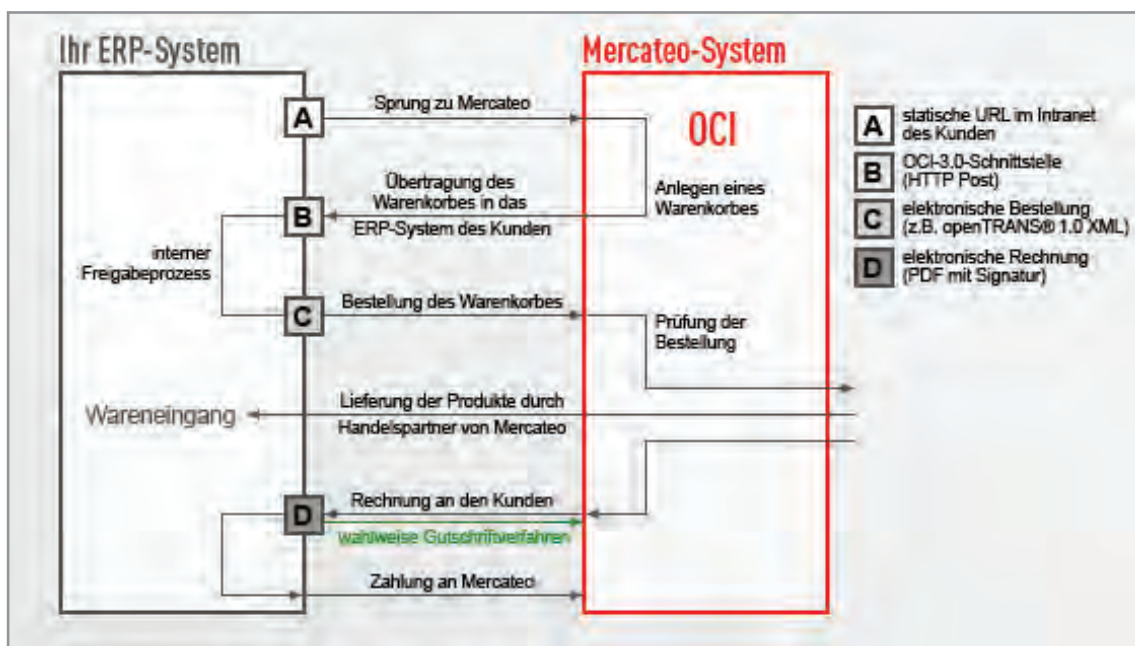 Ihr ERP-System
Mercateo-System
A
Sprung zu Mercateo
OCI
Übertragung des
Warenkorbes in das
ERP-System des Kunden
B
Anlegen eines
Warenkorbes
interner
Freigabeprozess
C
Bestellung des Warenkorbes
Prüfung der
Bestellung
Wareneingang
Lieferung der Produkte durch
Handelspartner von Mercateo
D
Rechnung an den Kunden
wahlweise Gutschriftverfahren
Zahlung an Mercateo
A
statische URL im Intranet
des Kunden
B
OCI-3.0-Schnittstelle
(HTTP Post)
C
elektronische Bestellung
(z.B. openTRANS® 1.0 XML)
D
elektronische Rechnung
(PDF mit Signatur)